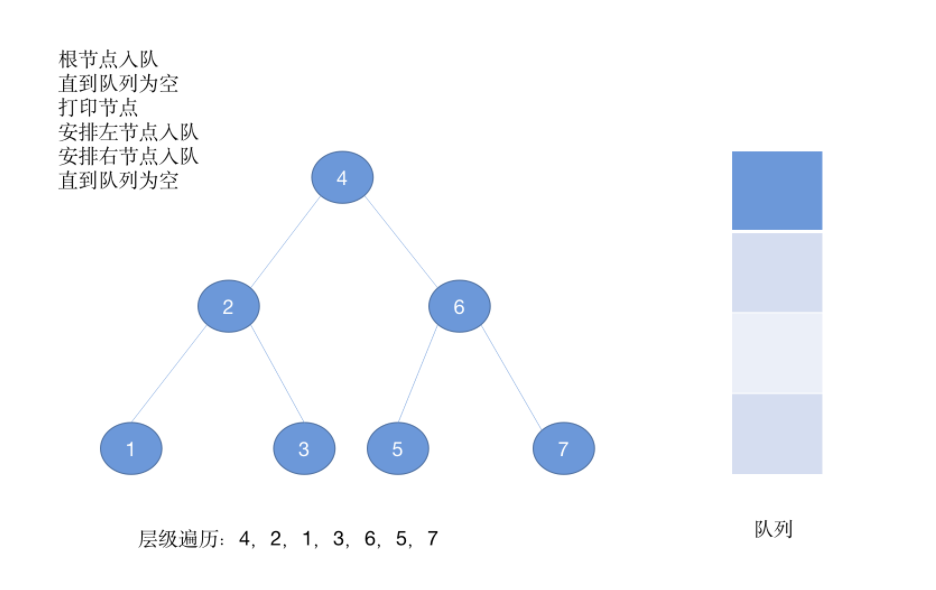 根节点入队
直到队列为空
打印节点
安排左节点入队
安排右节点入队
直到队列为空
4
2
6
1
3
5
7
层级遍历：4，2，1，3，6，5，7
队列